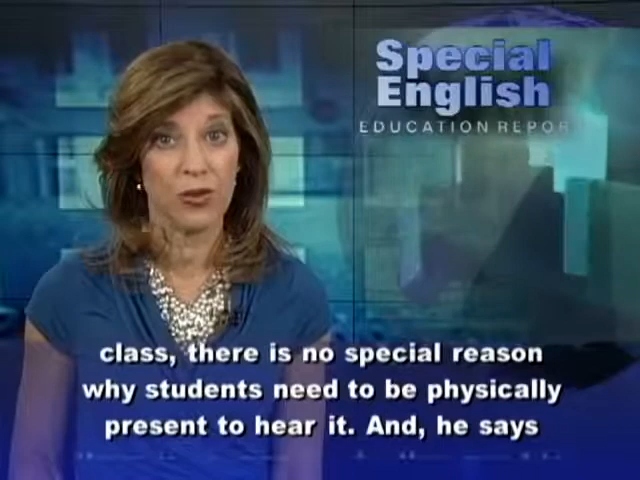 Special
English
EDUCATION REPORT
class, there is no special reason
why students need to be physically
present to hear it. And, he says